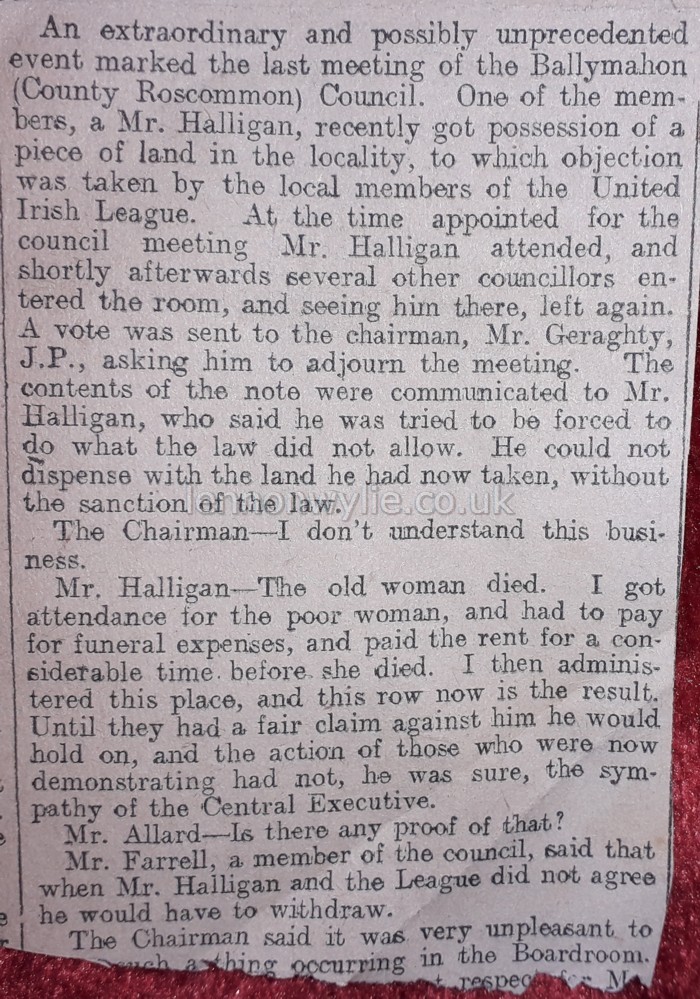 An extraordinary and possibly unprecedented
event marked the last meeting of the Ballymahon
(County Roscommon) Council. One of the mem-
bers, a Mr. Halligan, recently got possession of a
piece of land in the locality, to which objection
was taken by the local members of the United
Irish League. At the time appointed for the
council meeting Mr. Halligan attended, and
shortly afterwards several other councillors en-
tered the room, and seeing him there, left again.
A vote was sent to the chairman, Mr. Geraghty,
J.P., asking him to adjourn the meeting. The
contents of the note were communicated to Mr.
Halligan, who said he was tried to be forced to
do what the law did not allow. He could not
dispense with the land he had now taken, without
the sanction of the law.
lennonwylie.co.uk
The Chairman—I don't understand this busi-
ness.
Mr. Halligan—The old woman died. I got
attendance for the poor woman, and had to pay
for funeral expenses, and paid the rent for a con-
siderable time before she died. I then adminis-
tered this place, and this row now is the result.
Until they had a fair claim against him he would
hold on, and the action of those who were now
demonstrating had not, he was sure, the sym-
pathy of the Central Executive.
Mr. Allard—Is there any proof of that?
Mr. Farrell, a member of the council, said that
when Mr. Halligan and the League did not agree
he would have to withdraw.
The Chairman said it was very unpleasant to
such a thing occurring in the Boardroom.
respect for